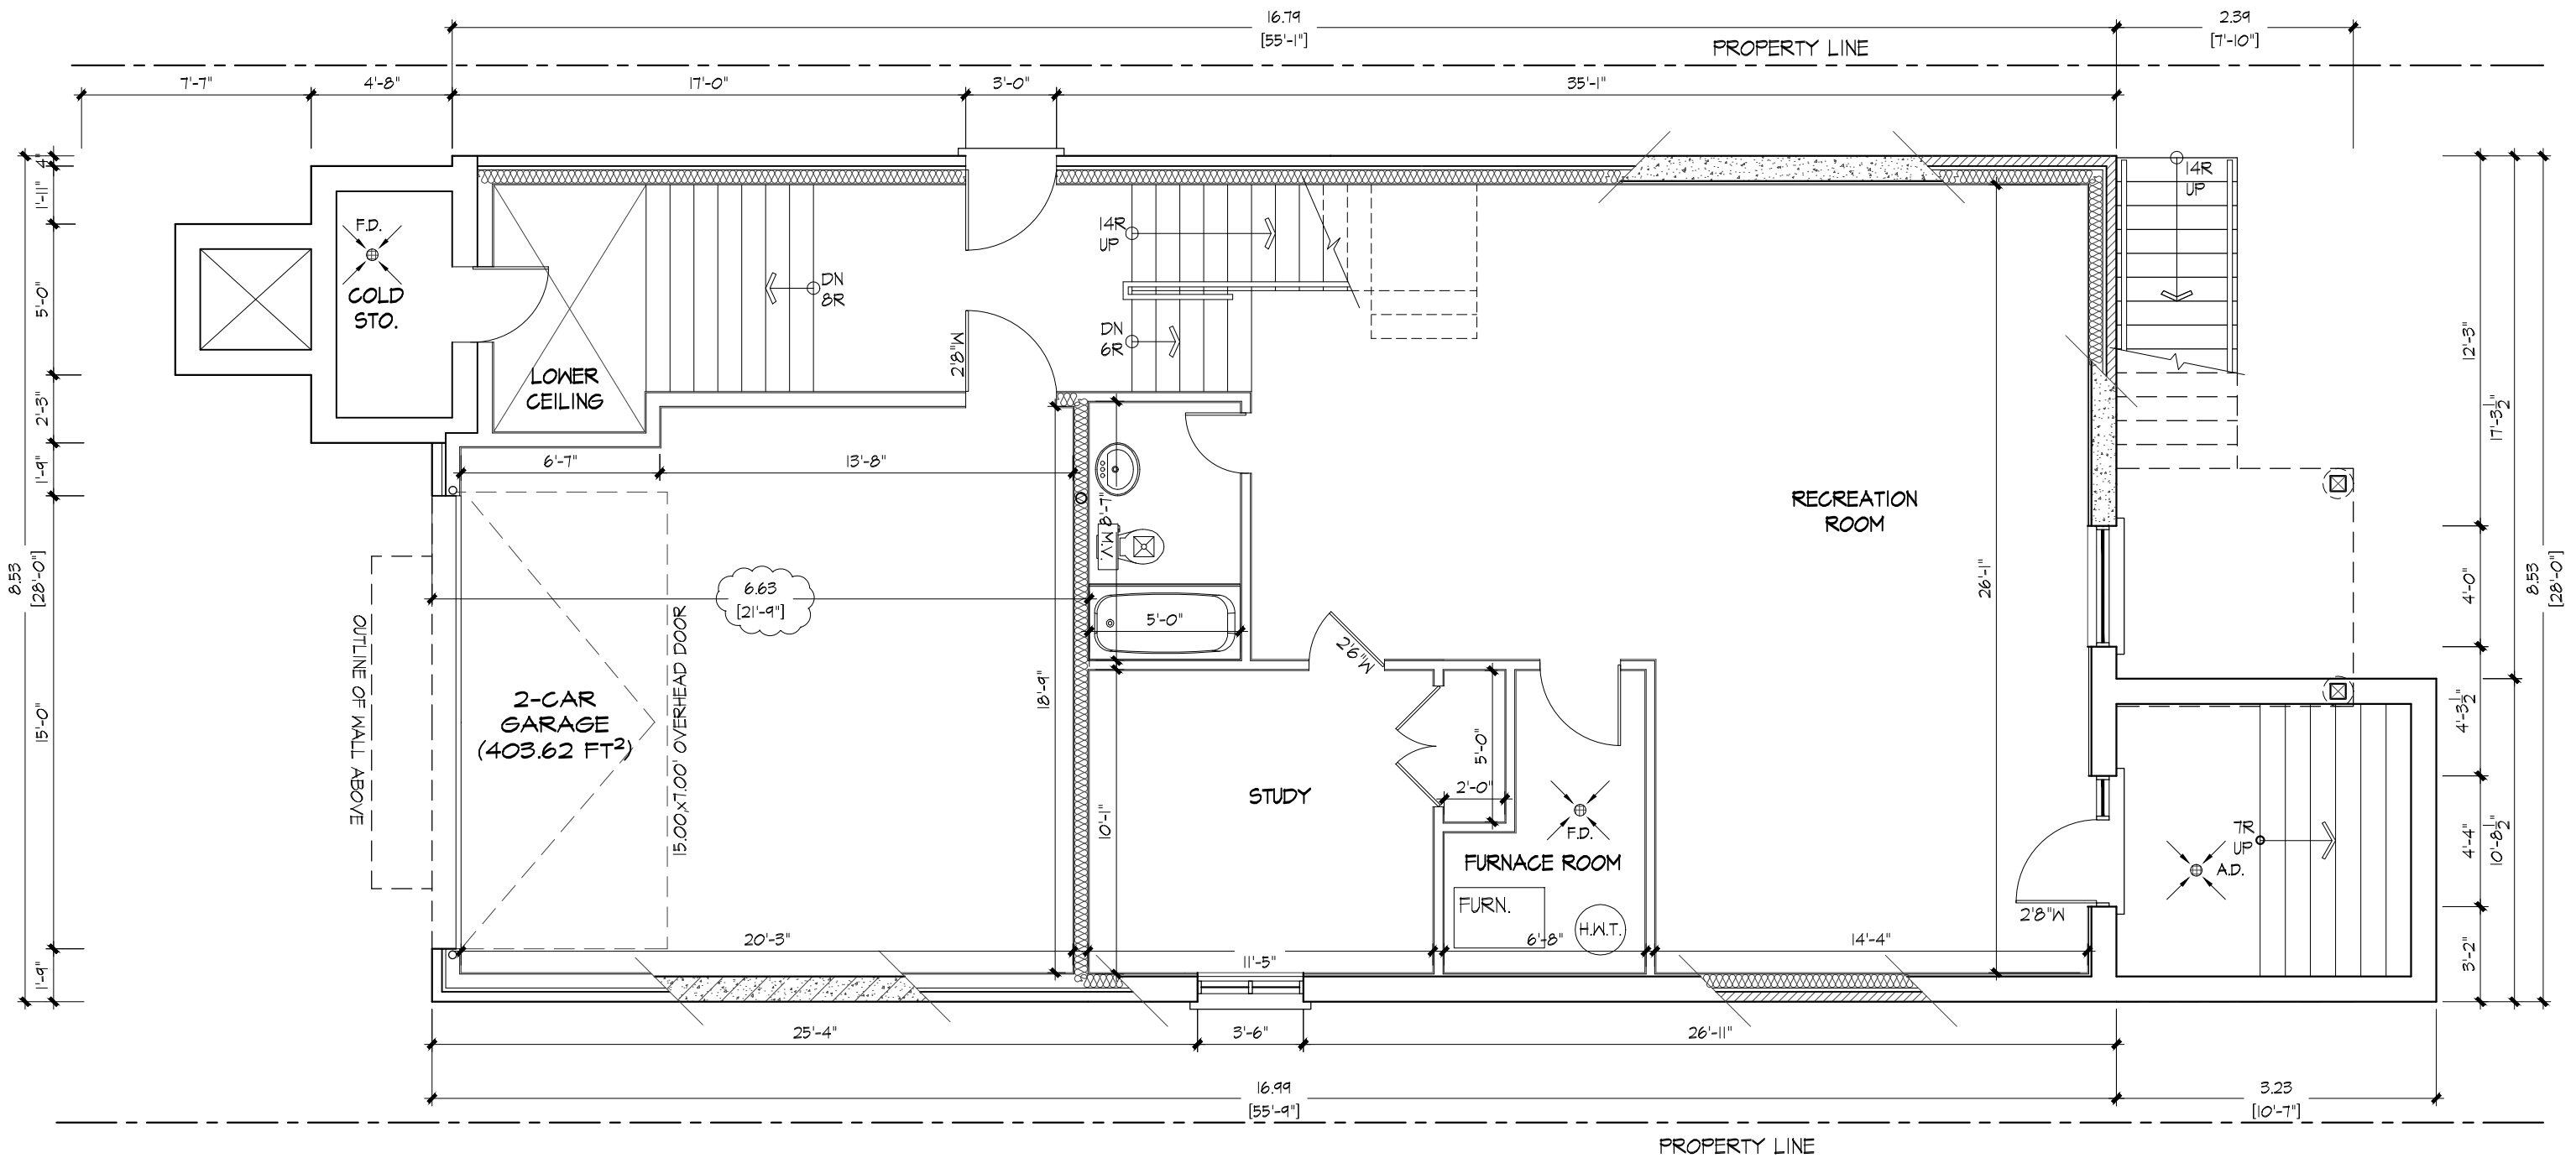 16.79
[55'-1"]
2.39
[7'-10"]
PROPERTY LINE
7'-7"
4'-8"
17'-0"
3'-0"
35'-1"
4"
1'-11"
5'-0"
2'-3"
1'-9"
15'-0"
1'-9"
8.53
[28'-0"]
F.D.
COLD
STO.
LOWER
CEILING
DN
8R
2'8"W
14R
UP
DN
6R
14R
UP
6'-7"
13'-8"
8'-7"
M.V.
RECREATION
ROOM
26'-1"
12'-3"
17'-3 1/2"
4'-0"
8.53
[28'-0"]
4'-3 1/2"
4'-4"
10'-8 1/2"
3'-2"
6.63
[21'-9"]
5'-0"
2'6"W
OUTLINE OF WALL ABOVE
2-CAR
GARAGE
(403.62 FT²)
15.00'x7.00' OVERHEAD DOOR
18'-9"
10'-1"
STUDY
5'-0"
2'-0"
F.D.
FURNACE ROOM
FURN.
H.W.T.
7R
UP
A.D.
2'8"W
20'-3"
11'-5"
6'-8"
14'-4"
25'-4"
3'-6"
26'-11"
16.99
[55'-9"]
3.23
[10'-7"]
PROPERTY LINE